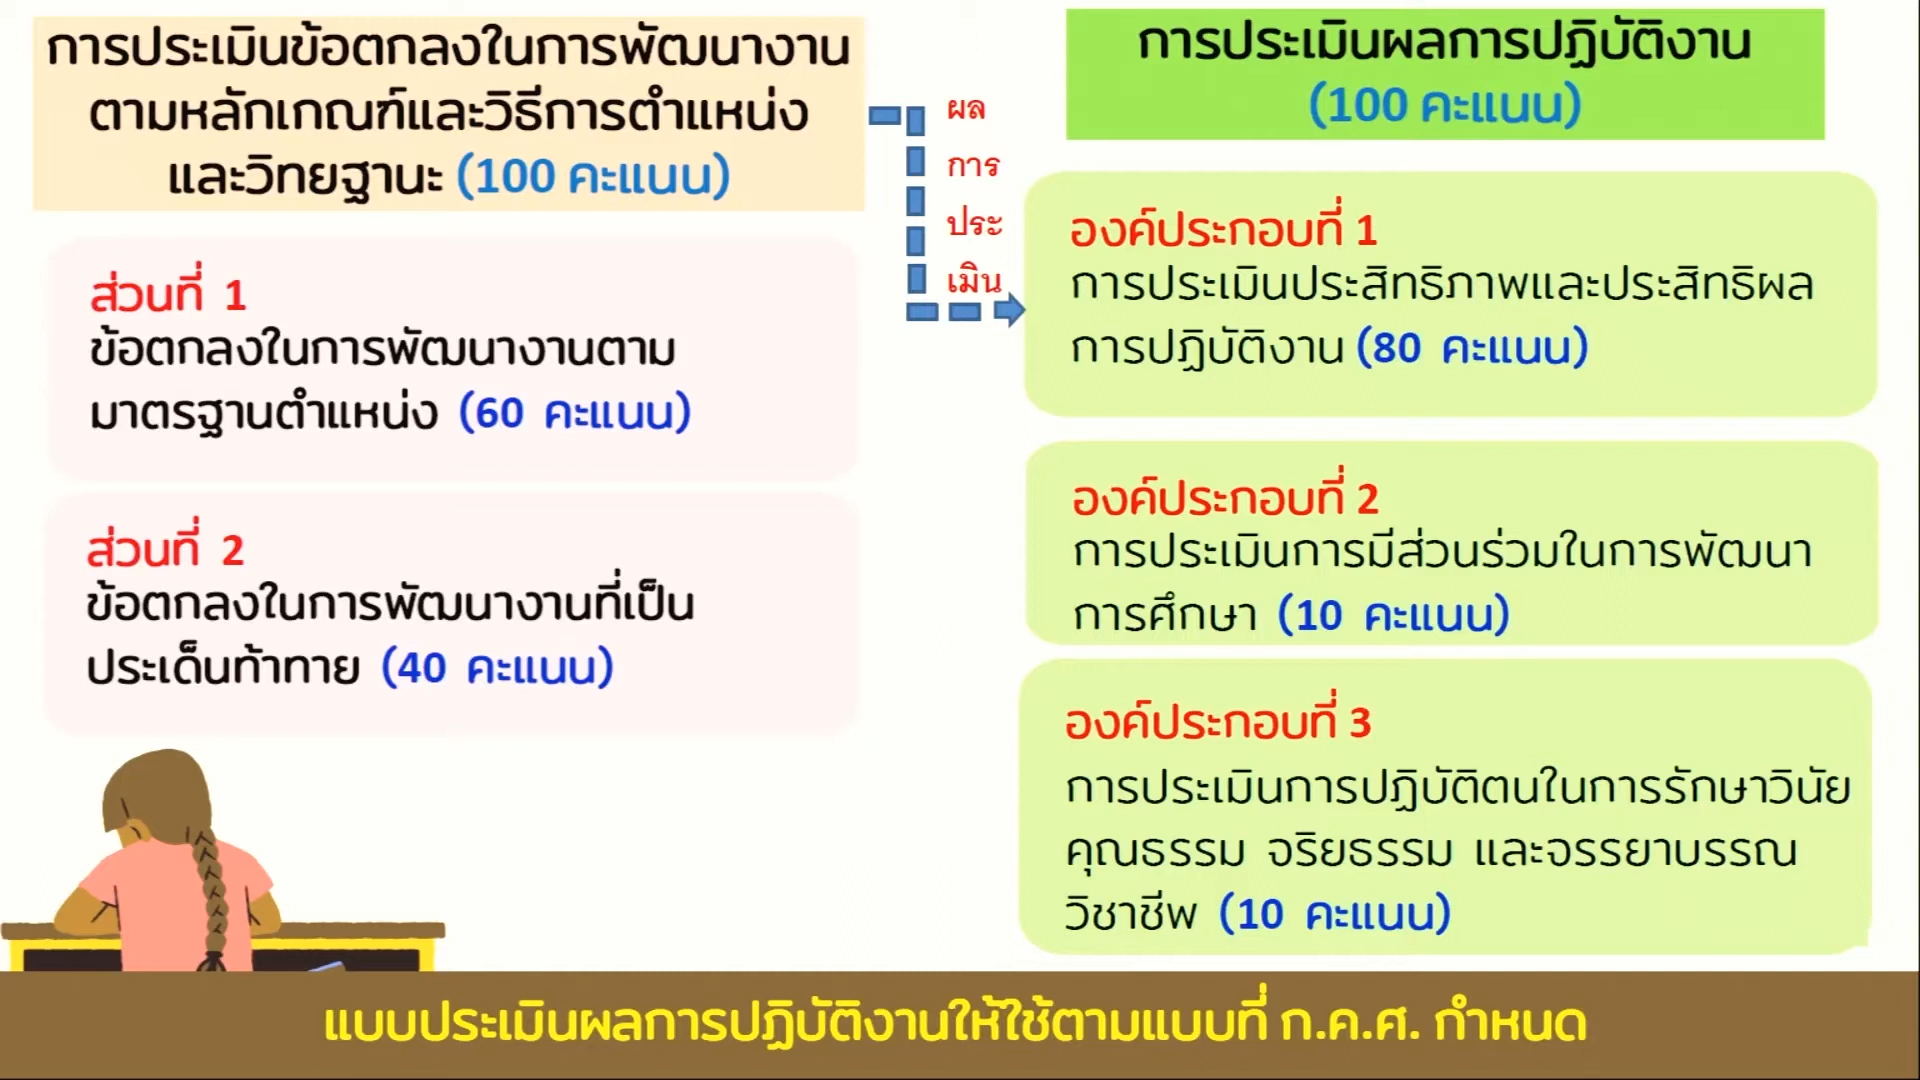 การประเมินข้อตกลงในการพัฒนางาน
ตามหลักเกณฑ์และวิธีการตำแหน่ง
และวิทยฐานะ (100 คะแนน)
ส่วนที่ 1
ข้อตกลงในการพัฒนางานตาม
มาตรฐานตำแหน่ง (60 คะแนน)
ส่วนที่ 2
ข้อตกลงในการพัฒนางานที่เป็น
ประเด็นท้าทาย (40 คะแนน)
ผล
การ
ประ
เมิน
การประเมินผลการปฏิบัติงาน
(100 คะแนน)
องค์ประกอบที่ 1
การประเมินประสิทธิภาพและประสิทธิผล
การปฏิบัติงาน (80 คะแนน)
องค์ประกอบที่ 2
การประเมินการมีส่วนร่วมในการพัฒนา
การศึกษา (10 คะแนน)
องค์ประกอบที่ 3
การประเมินการปฏิบัติตนในการรักษาวินัย
คุณธรรม จริยธรรม และจรรยาบรรณ
วิชาชีพ (10 คะแนน)
แบบประเมินผลการปฏิบัติงานให้ใช้ตามแบบที่ ก.ค.ศ. กำหนด